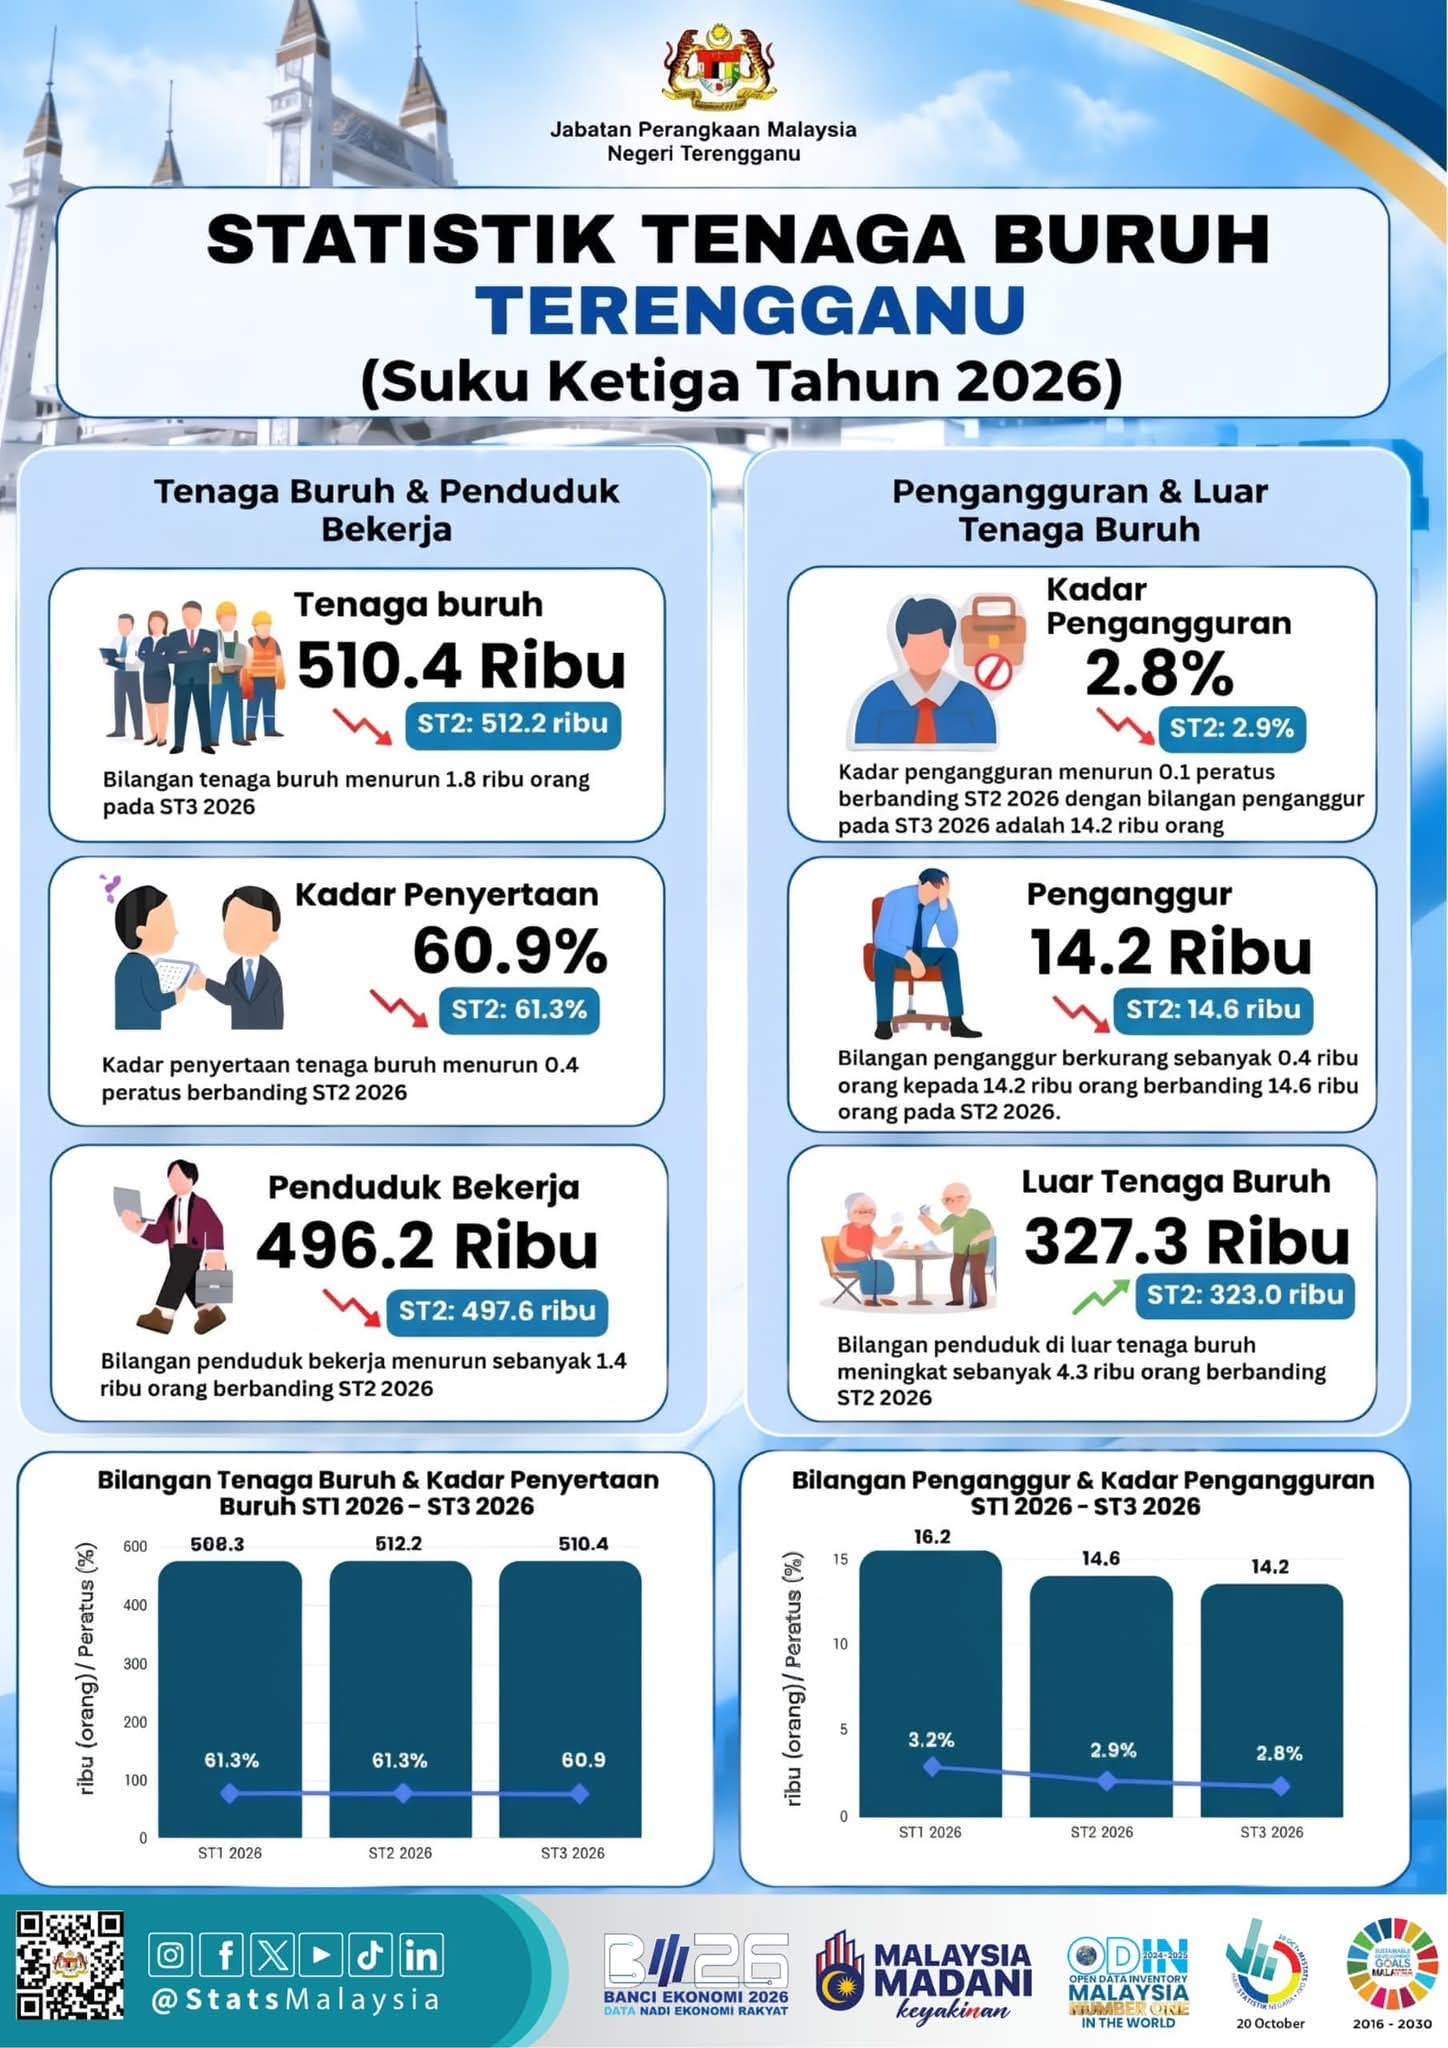 Jabatan Perangkaan Malaysia
Negeri Terengganu
STATISTIK TENAGA BURUH
TERENGGANU
(Suku Ketiga Tahun 2026)
Tenaga Buruh & Penduduk
Bekerja
Tenaga buruh
510.4 Ribu
ST2: 512.2 ribu
Bilangan tenaga buruh menurun 1.8 ribu orang
pada ST3 2026
Kadar Penyertaan
60.9%
ST2: 61.3%
Kadar penyertaan tenaga buruh menurun 0.4
peratus berbanding ST2 2026
Penduduk Bekerja
496.2 Ribu
ST2: 497.6 ribu
Bilangan penduduk bekerja menurun sebanyak 1.4
ribu orang berbanding ST2 2026
Pengangguran & Luar
Tenaga Buruh
Kadar
Pengangguran
2.8%
ST2: 2.9%
Kadar pengangguran menurun 0.1 peratus
berbanding ST2 2026 dengan bilangan penganggur
pada ST3 2026 adalah 14.2 ribu orang
Penganggur
14.2 Ribu
ST2: 14.6 ribu
Bilangan penganggur berkurang sebanyak 0.4 ribu
orang kepada 14.2 ribu orang berbanding 14.6 ribu
orang pada ST2 2026.
Luar Tenaga Buruh
327.3 Ribu
ST2: 323.0 ribu
Bilangan penduduk di luar tenaga buruh
meningkat sebanyak 4.3 ribu orang berbanding
ST2 2026
Bilangan Tenaga Buruh & Kadar Penyertaan
Buruh ST1 2026 – ST3 2026
ribu (orang) / Peratus (%)
600
400
300
200
100
0
508.3
512.2
510.4
61.3%
61.3%
60.9
ST1 2026
ST2 2026
ST3 2026
Bilangan Penganggur & Kadar Pengangguran
ST1 2026 – ST3 2026
ribu (orang) / Peratus (%)
15
10
5
0
16.2
14.6
14.2
3.2%
2.9%
2.8%
ST1 2026
ST2 2026
ST3 2026
@StatsMalaysia
B26
BANCI EKONOMI 2026
DATA NADI EKONOMI RAKYAT
MALAYSIA
MADANI
keyakinan
ODIN
2024-2025
OPEN DATA INVENTORY
MALAYSIA
NUMBER ONE
IN THE WORLD
20 October
SUSTAINABLE
DEVELOPMENT
GOALS
MALAYSIA
2016 - 2030